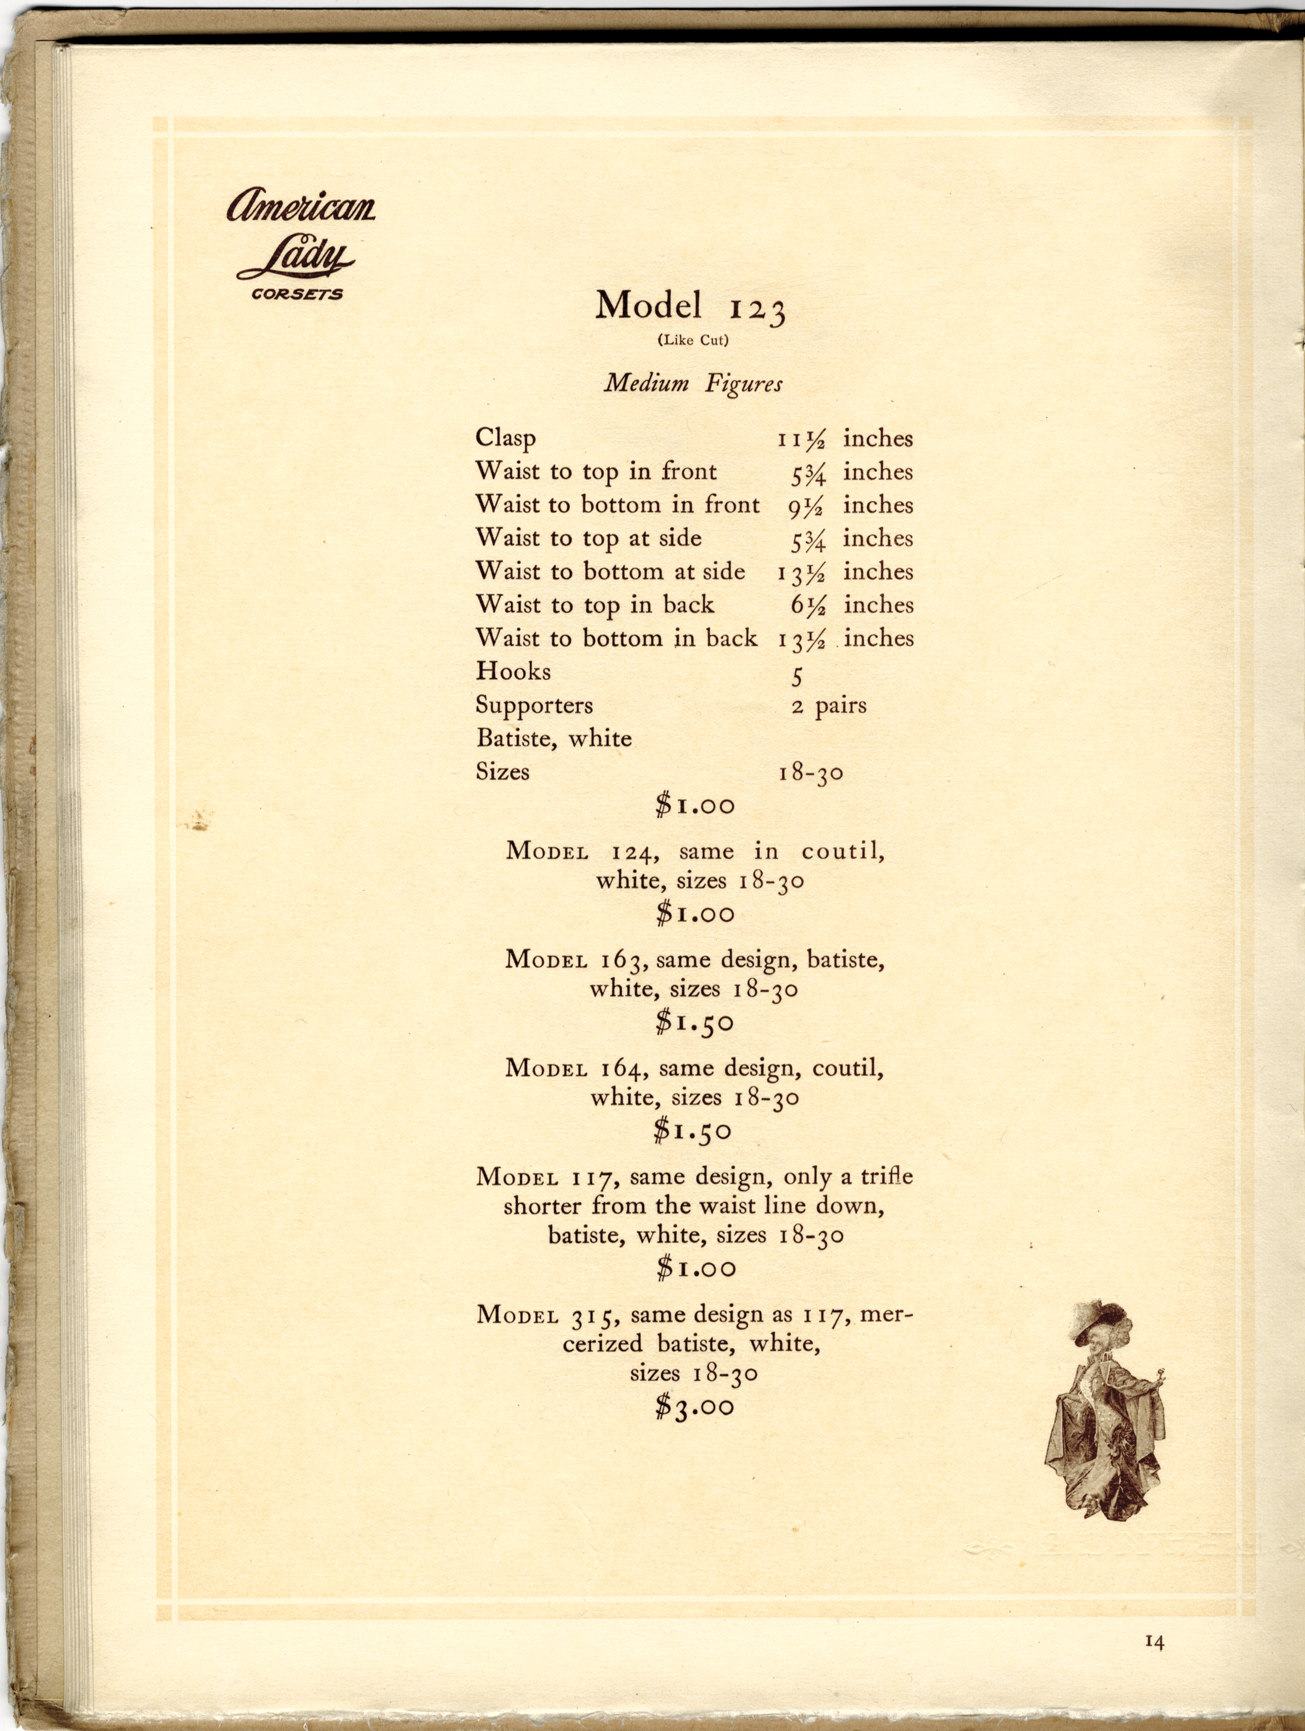 American
Lady
CORSETS
Model 123
(Like Cut)
Medium Figures
Clasp 11½ inches
Waist to top in front 5¾ inches
Waist to bottom in front 9½ inches
Waist to top at side 5¾ inches
Waist to bottom at side 13½ inches
Waist to top in back 6½ inches
Waist to bottom in back 13½ inches
Hooks 5
Supporters 2 pairs
Batiste, white
Sizes 18-30
$1.00
MODEL 124, same in coutil,
white, sizes 18-30
$1.00
MODEL 163, same design, batiste,
white, sizes 18-30
$1.50
MODEL 164, same design, coutil,
white, sizes 18-30
$1.50
MODEL 117, same design, only a trifle
shorter from the waist line down,
batiste, white, sizes 18-30
$1.00
MODEL 315, same design as 117, mer-
cerized batiste, white,
sizes 18-30
$3.00
14